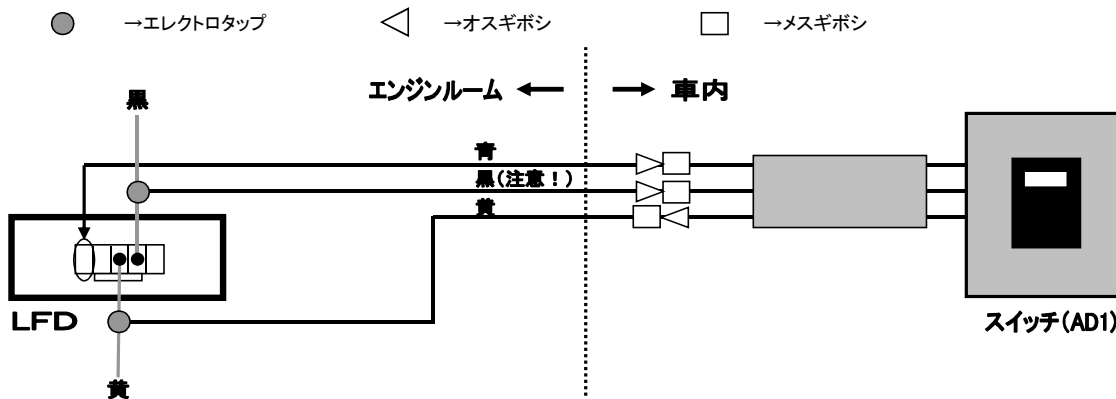 →エレクトロタップ →オスギボシ →メスギボシ
エンジンルーム ← → 車内
黒
青
黒(注意!)
黄
LFD
スイッチ(AD1)
黄